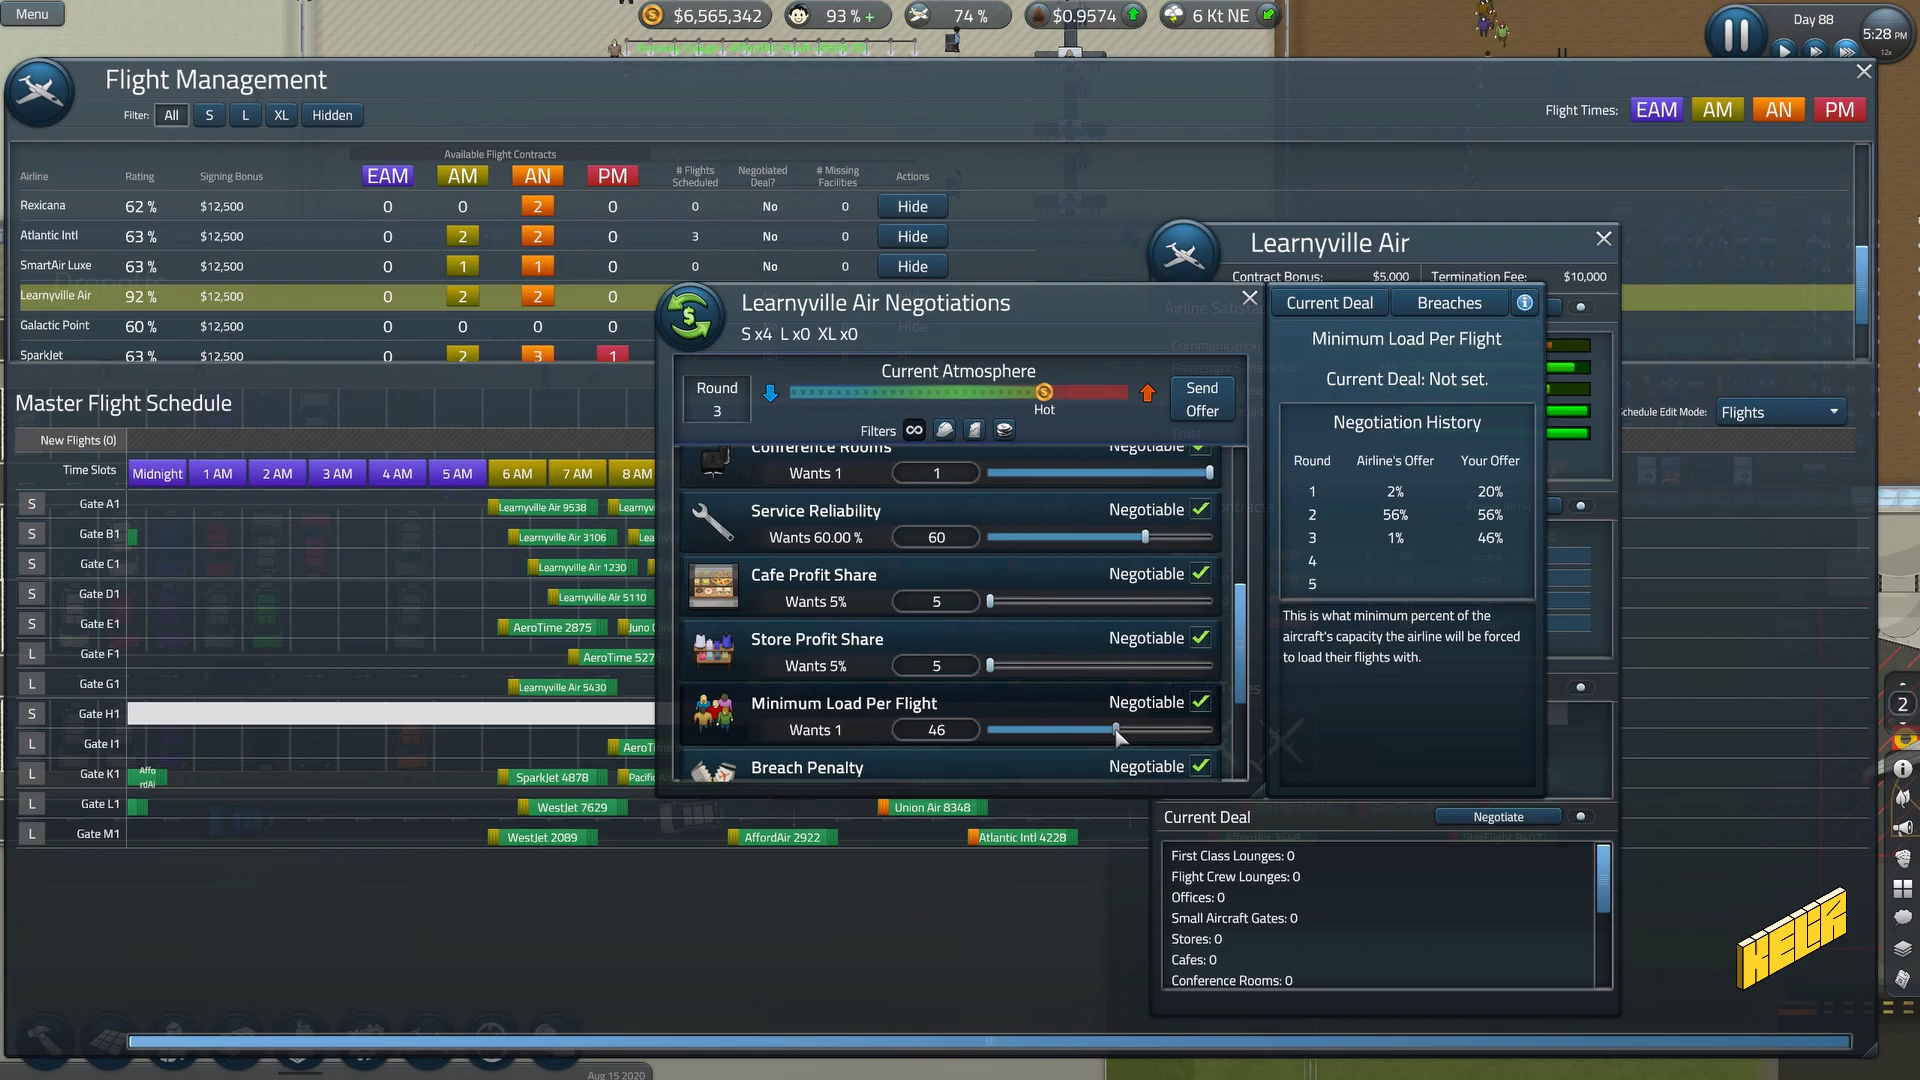 Menu
$6,565,342
93 % +
74 %
$0.9574
6 Kt NE
Day 88
5:28 PM
12x
Flight Management
Filter: All S L XL Hidden
Flight Times: EAM AM AN PM
Available Flight Contracts
Airline Rating Signing Bonus EAM AM AN PM # Flights Scheduled Negotiated Deal? # Missing Facilities Actions
Rexicana 62 % $12,500 0 0 2 0 0 No 0 Hide
Atlantic Intl 63 % $12,500 0 2 2 0 3 No 0 Hide
SmartAir Luxe 63 % $12,500 0 1 1 0 0 No 0 Hide
Learnyville Air 92 % $12,500 0 2 2 0
Galactic Point 60 % $12,500 0 0 0 0
SparkJet 63 % $12,500 0 2 3 1
Learnyville Air
Contract Bonus: $5,000 Termination Fee: $10,000
Learnyville Air Negotiations
S x4 L x0 XL x0
Round
3
Current Atmosphere
Hot
Send
Offer
Filters
Conference Rooms Negotiable
Wants 1 1
Service Reliability Negotiable
Wants 60.00 % 60
Cafe Profit Share Negotiable
Wants 5% 5
Store Profit Share Negotiable
Wants 5% 5
Minimum Load Per Flight Negotiable
Wants 1 46
Breach Penalty Negotiable
Current Deal Breaches
Minimum Load Per Flight
Current Deal: Not set.
Negotiation History
Round Airline's Offer Your Offer
1 2% 20%
2 56% 56%
3 1% 46%
4
5
This is what minimum percent of the
aircraft's capacity the airline will be forced
to load their flights with.
Schedule Edit Mode: Flights
Master Flight Schedule
New Flights (0)
Time Slots Midnight 1 AM 2 AM 3 AM 4 AM 5 AM 6 AM 7 AM 8 AM
S Gate A1 Learnyville Air 9538 Learnyv
S Gate B1 Learnyville Air 3106 Lea
S Gate C1 Learnyville Air 1230
S Gate D1 Learnyville Air 5110
S Gate E1 AeroTime 2875 Juno
L Gate F1 AeroTime 527
L Gate G1 Learnyville Air 5430
S Gate H1
L Gate I1 AeroTi
L Gate K1 Affo
rdAi SparkJet 4878 Pacific
L Gate L1 WestJet 7629 Union Air 8348
L Gate M1 WestJet 2089 AffordAir 2922 Atlantic Intl 4228
Current Deal Negotiate
First Class Lounges: 0
Flight Crew Lounges: 0
Offices: 0
Small Aircraft Gates: 0
Stores: 0
Cafes: 0
Conference Rooms: 0
2
Aug 15 2020